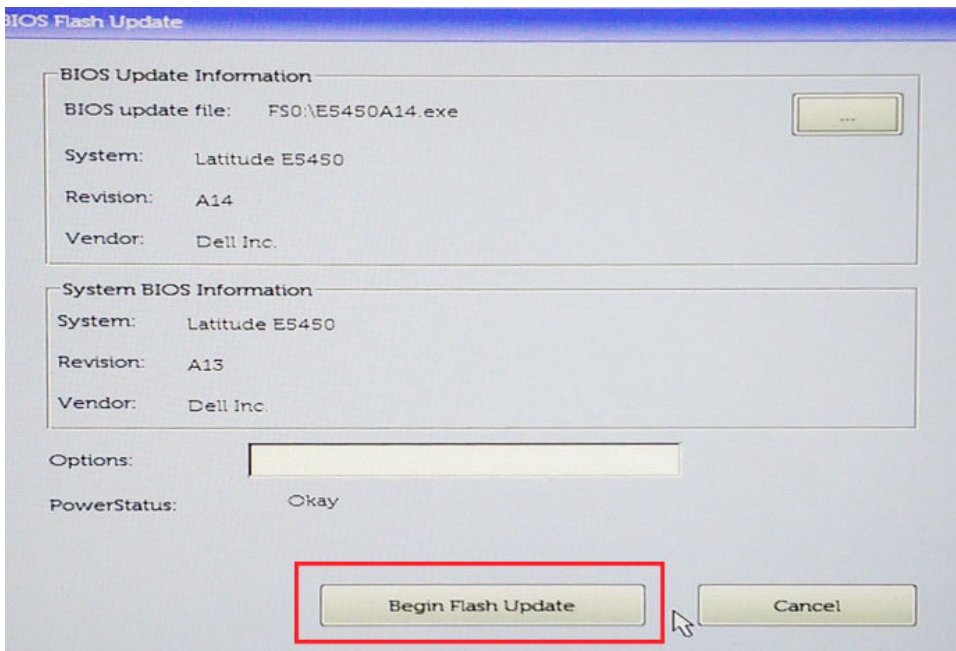 BIOS Flash Update
BIOS Update Information
BIOS update file: FS0:\E5450A14.exe
...
System: Latitude E5450
Revision: A14
Vendor: Dell Inc.
System BIOS Information
System: Latitude E5450
Revision: A13
Vendor: Dell Inc.
Options:
PowerStatus: Okay
Begin Flash Update
Cancel